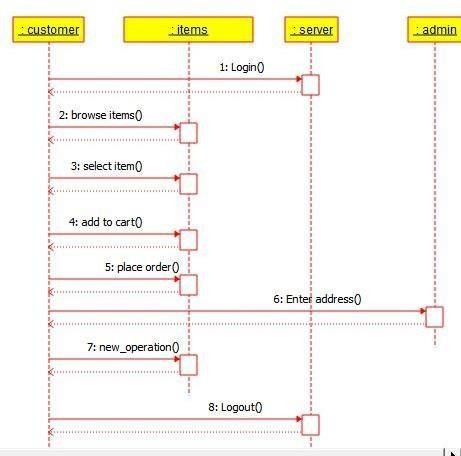 : customer
: items
: server
: admin
1: Login()
2: browse items()
3: select item()
4: add to cart()
5: place order()
6: Enter address()
7: new_operation()
8: Logout()